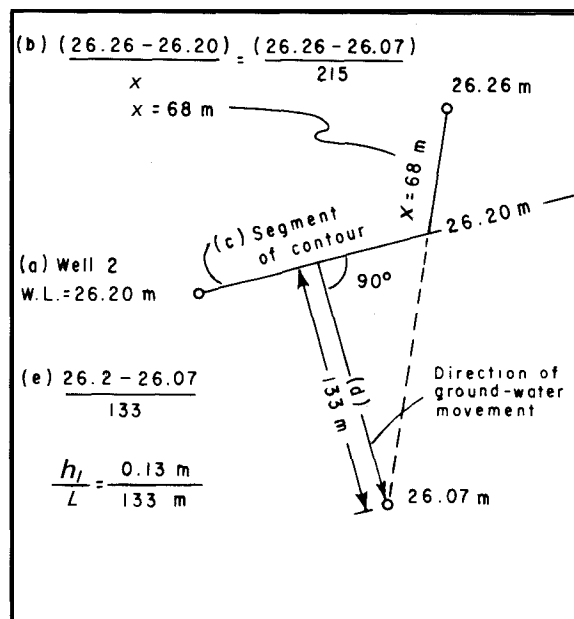 (b) (26.26-26.20) = (26.26-26.07)
x 215
x = 68 m
26.26 m
X = 68 m
26.20 m
(c) Segment
of contour
(a) Well 2
W.L.=26.20 m
90°
(e) 26.2-26.07
133
(d)
133 m
Direction of
ground-water
movement
h₁ = 0.13 m
L 133 m
26.07 m